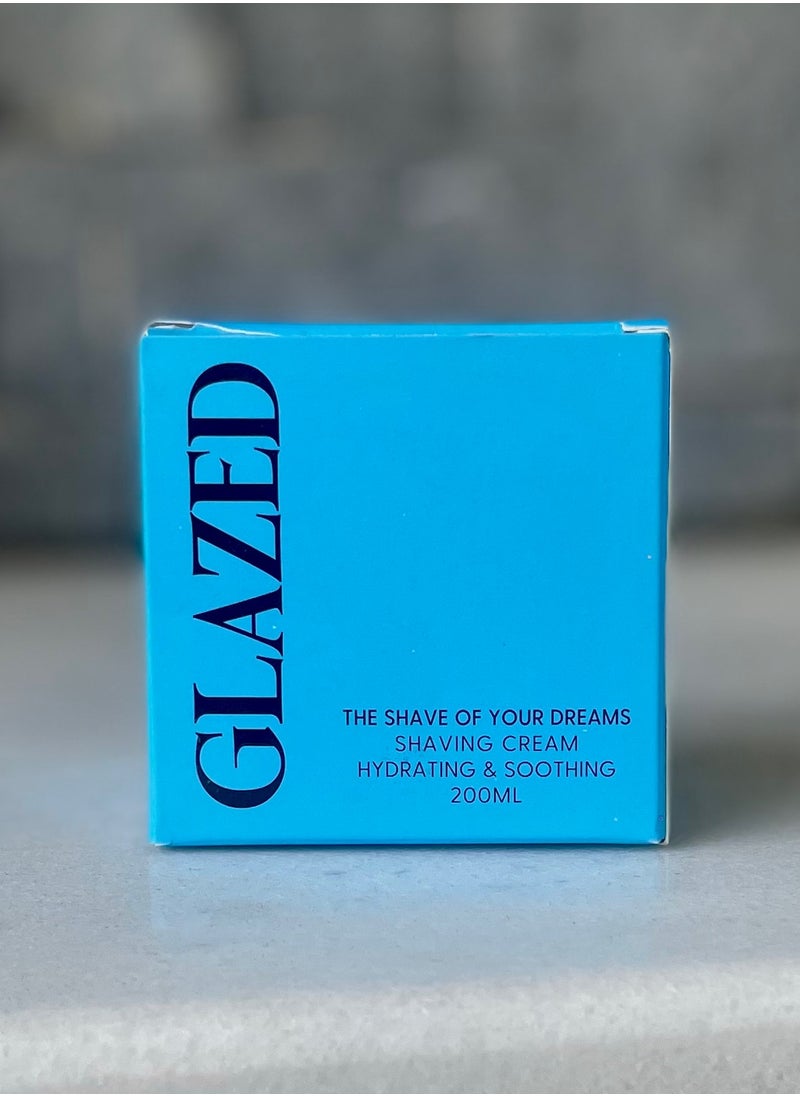 GLAZED
THE SHAVE OF YOUR DREAMS
SHAVING CREAM
HYDRATING & SOOTHING
200ML